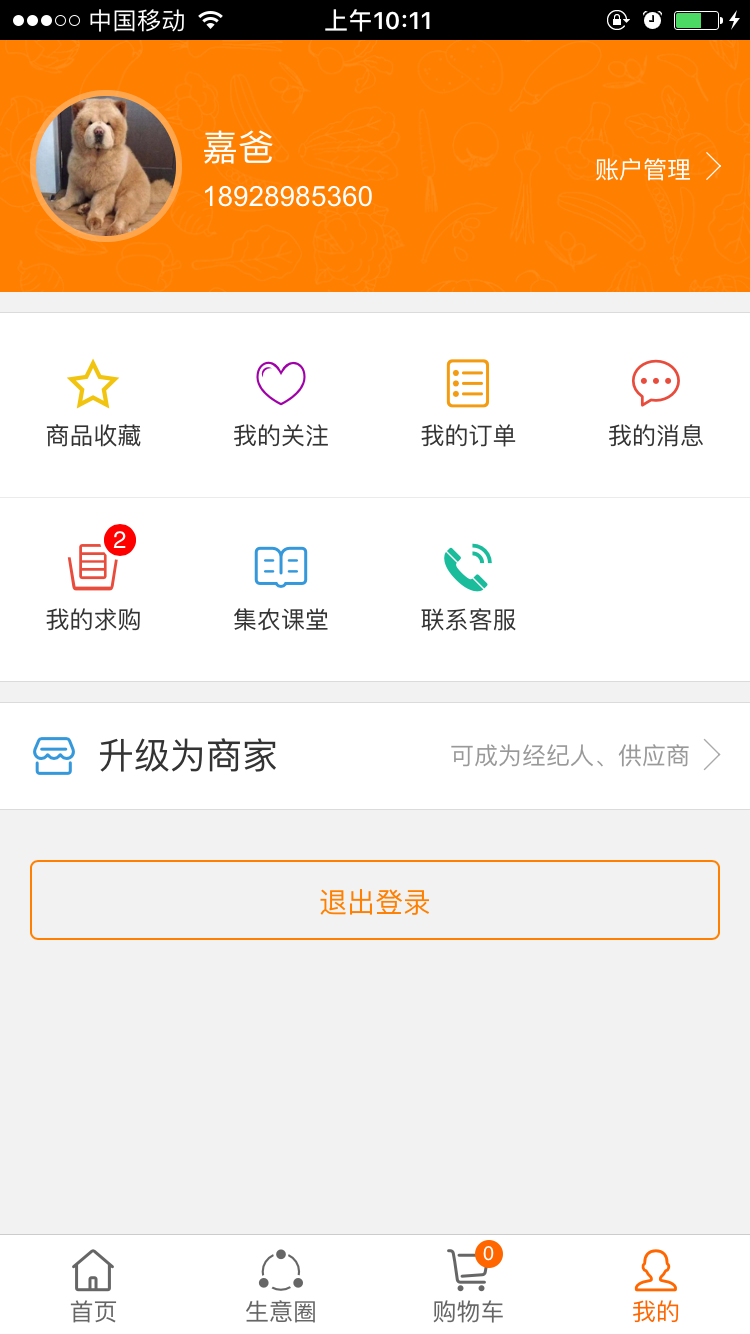 中国移动 上午10:11
嘉爸
18928985360
账户管理
商品收藏 我的关注 我的订单 我的消息
2
我的求购 集农课堂 联系客服
升级为商家 可成为经纪人、供应商
退出登录
0
首页 生意圈 购物车 我的